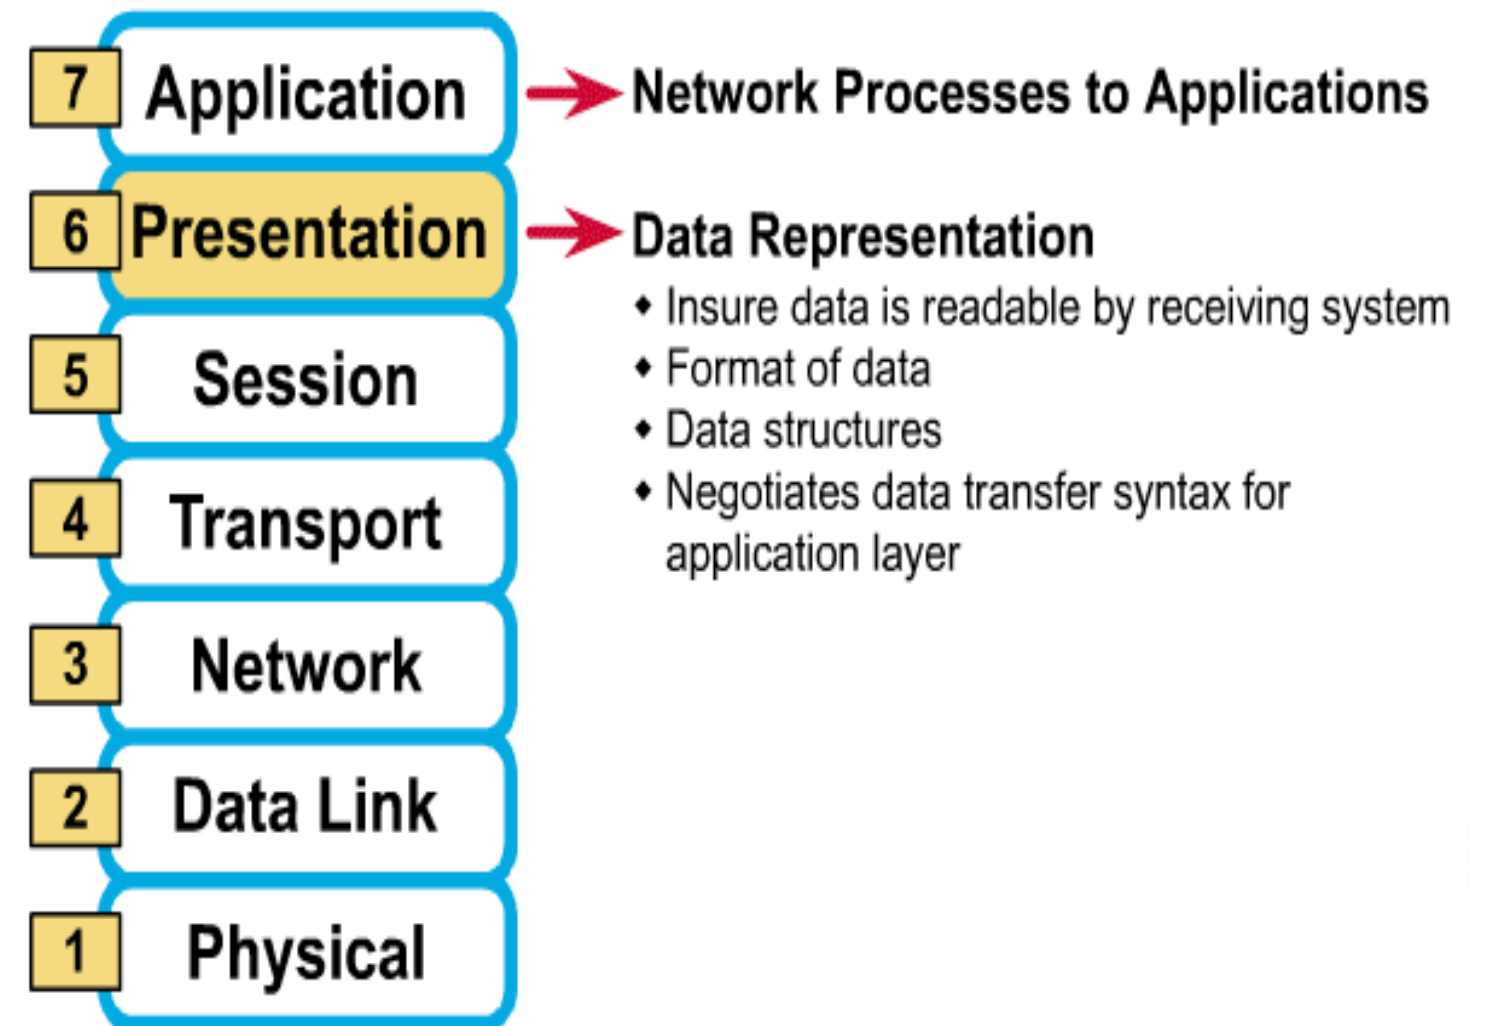 7 Application → Network Processes to Applications
6 Presentation → Data Representation
◆ Insure data is readable by receiving system
◆ Format of data
◆ Data structures
◆ Negotiates data transfer syntax for
application layer
5 Session
4 Transport
3 Network
2 Data Link
1 Physical